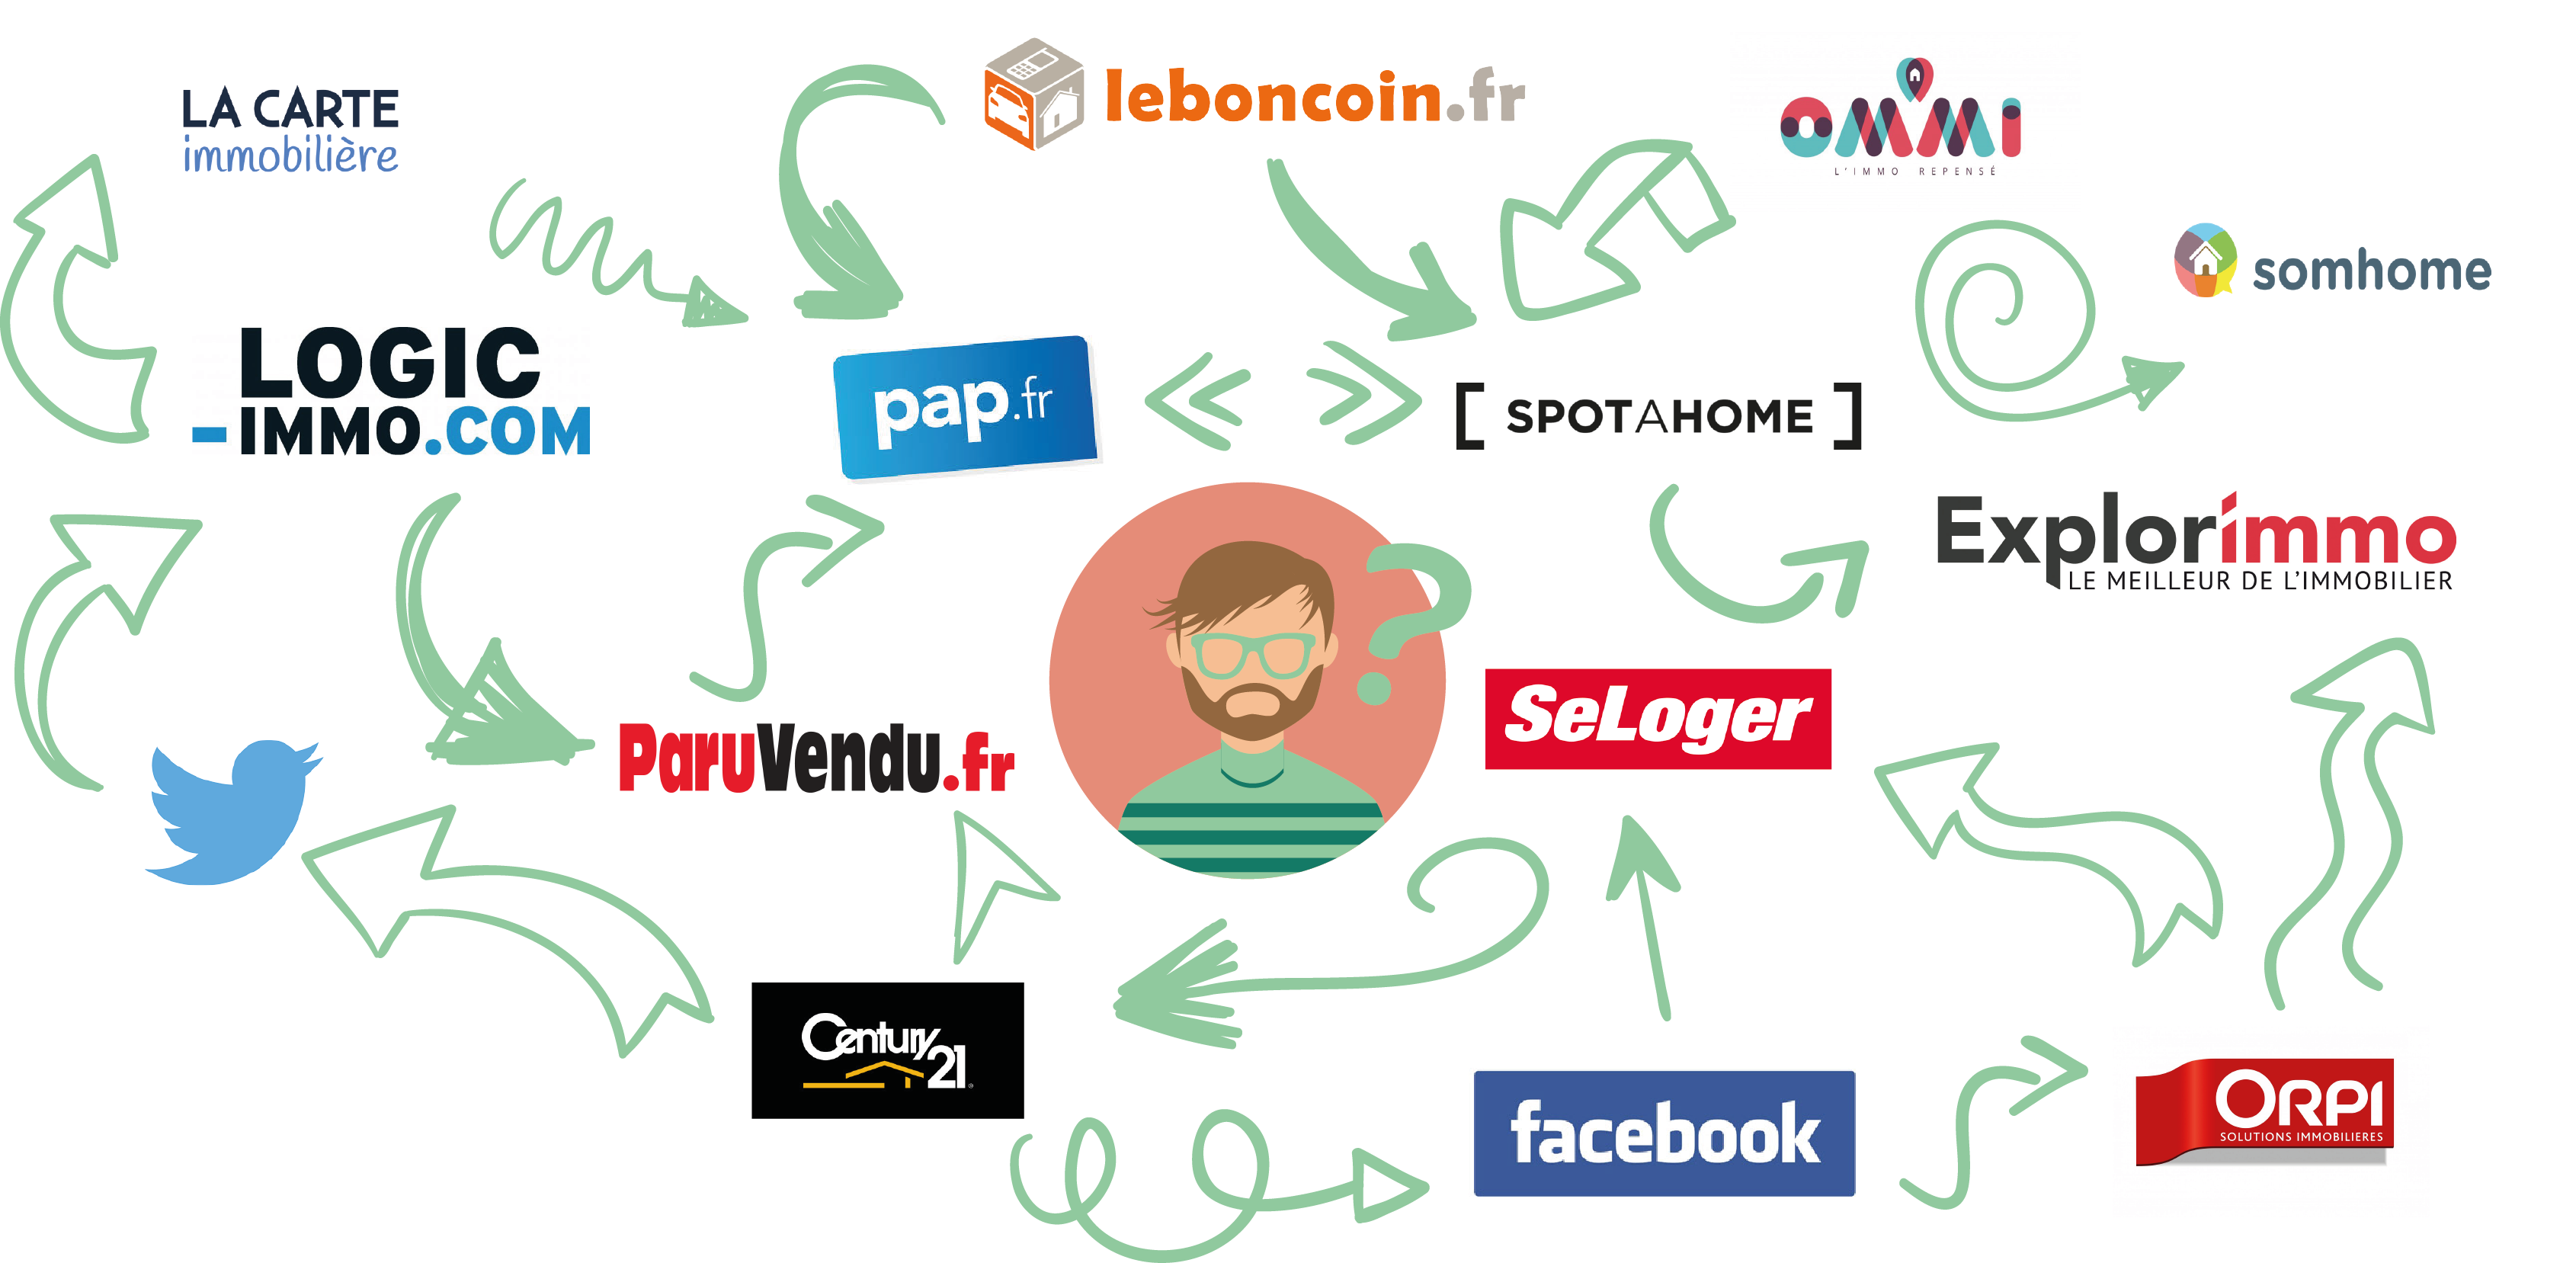 LA CARTE
immobilière
leboncoin.fr
OMMI
L'IMMO REPENSÉ
somhome
LOGIC
-IMMO.COM
pap.fr
[ SPOTAHOME ]
Explorimmo
LE MEILLEUR DE L'IMMOBILIER
?
SeLoger
ParuVendu.fr
Century 21
facebook
ORPI
SOLUTIONS IMMOBILIERES